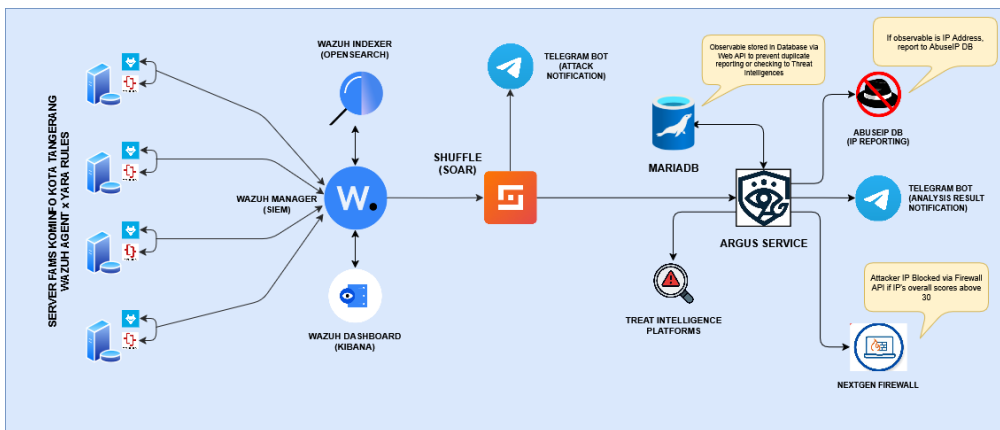 SERVER FAMS KOMINFO KOTA TANGERANG
WAZUH AGENT x YARA RULES
WAZUH INDEXER
(OPENSEARCH)
WAZUH MANAGER
(SIEM)
W.
WAZUH DASHBOARD
(KIBANA)
SHUFFLE
(SOAR)
TELEGRAM BOT
(ATTACK
NOTIFICATION)
Observable stored in Database via
Web API to prevent duplicate
reporting or checking to Threat
Intelligences
MARIADB
ARGUS SERVICE
TREAT INTELLIGENCE
PLATFORMS
If observable is IP Address,
report to AbuseIP DB
ABUSEIP DB
(IP REPORTING)
TELEGRAM BOT
(ANALYSIS RESULT
NOTIFICATION)
Attacker IP Blocked via Firewall
API if IP's overall scores above
30
NEXTGEN FIREWALL